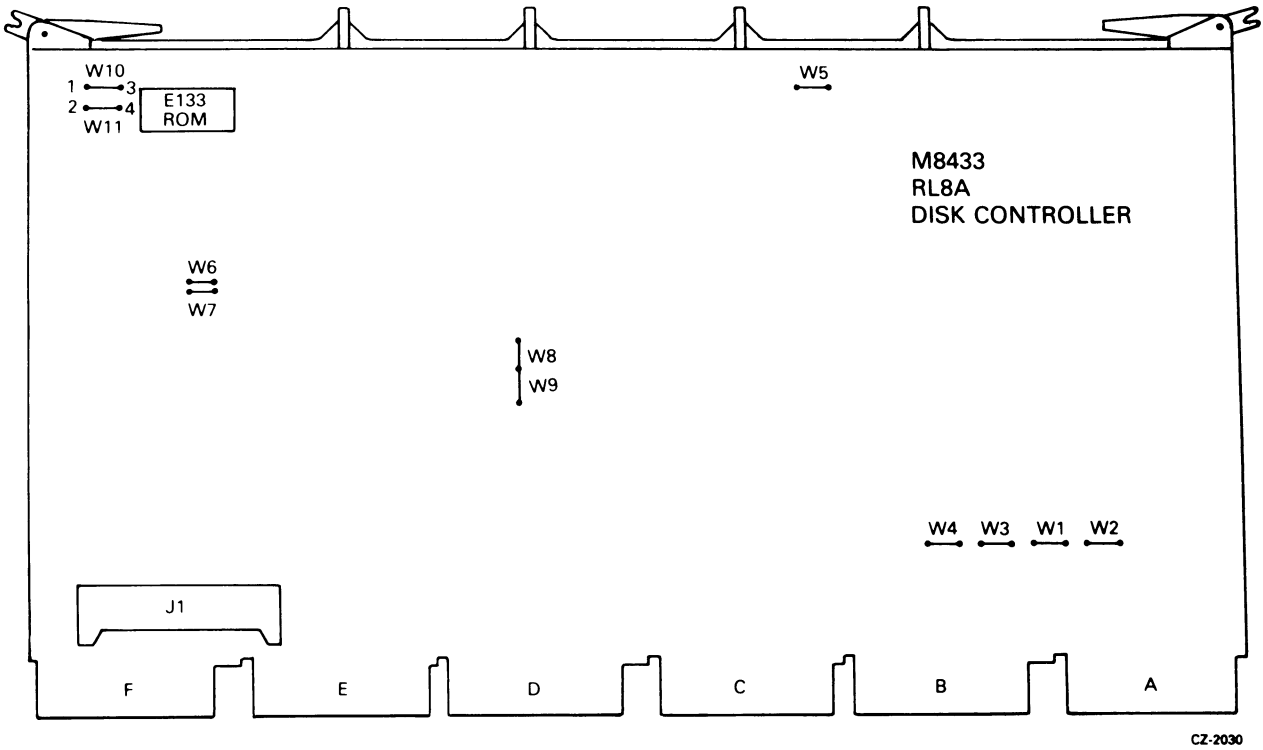 W10
1 3
E133
ROM
2 4
W11
W5
M8433
RL8A
DISK CONTROLLER
W6
W7
W8
W9
W4 W3 W1 W2
J1
F E D C B A
CZ-2030